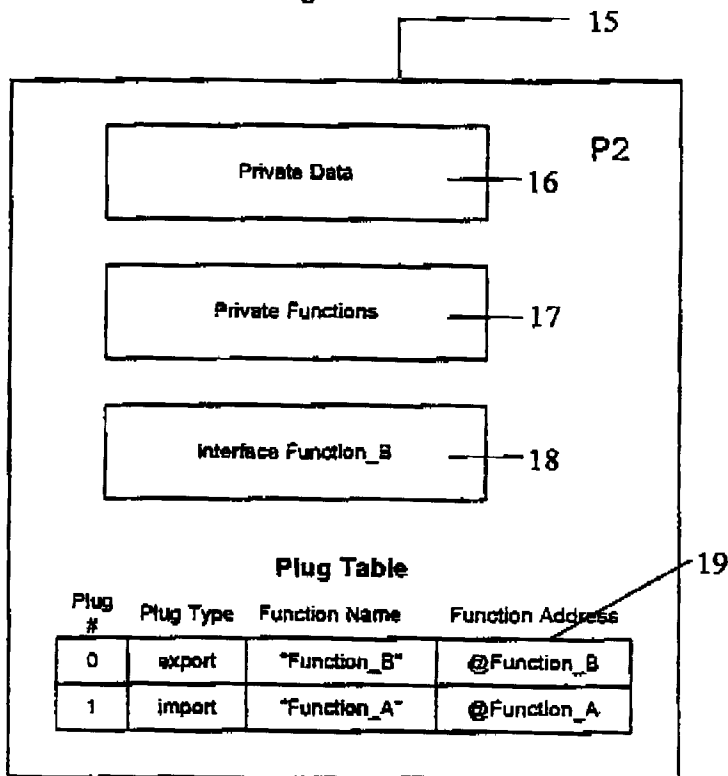 15
P2
Private Data
16
Private Functions
17
Interface Function_B
18
Plug Table
19
Plug # Plug Type Function Name Function Address
0 export "Function_B" @Function_B
1 import "Function_A" @Function_A